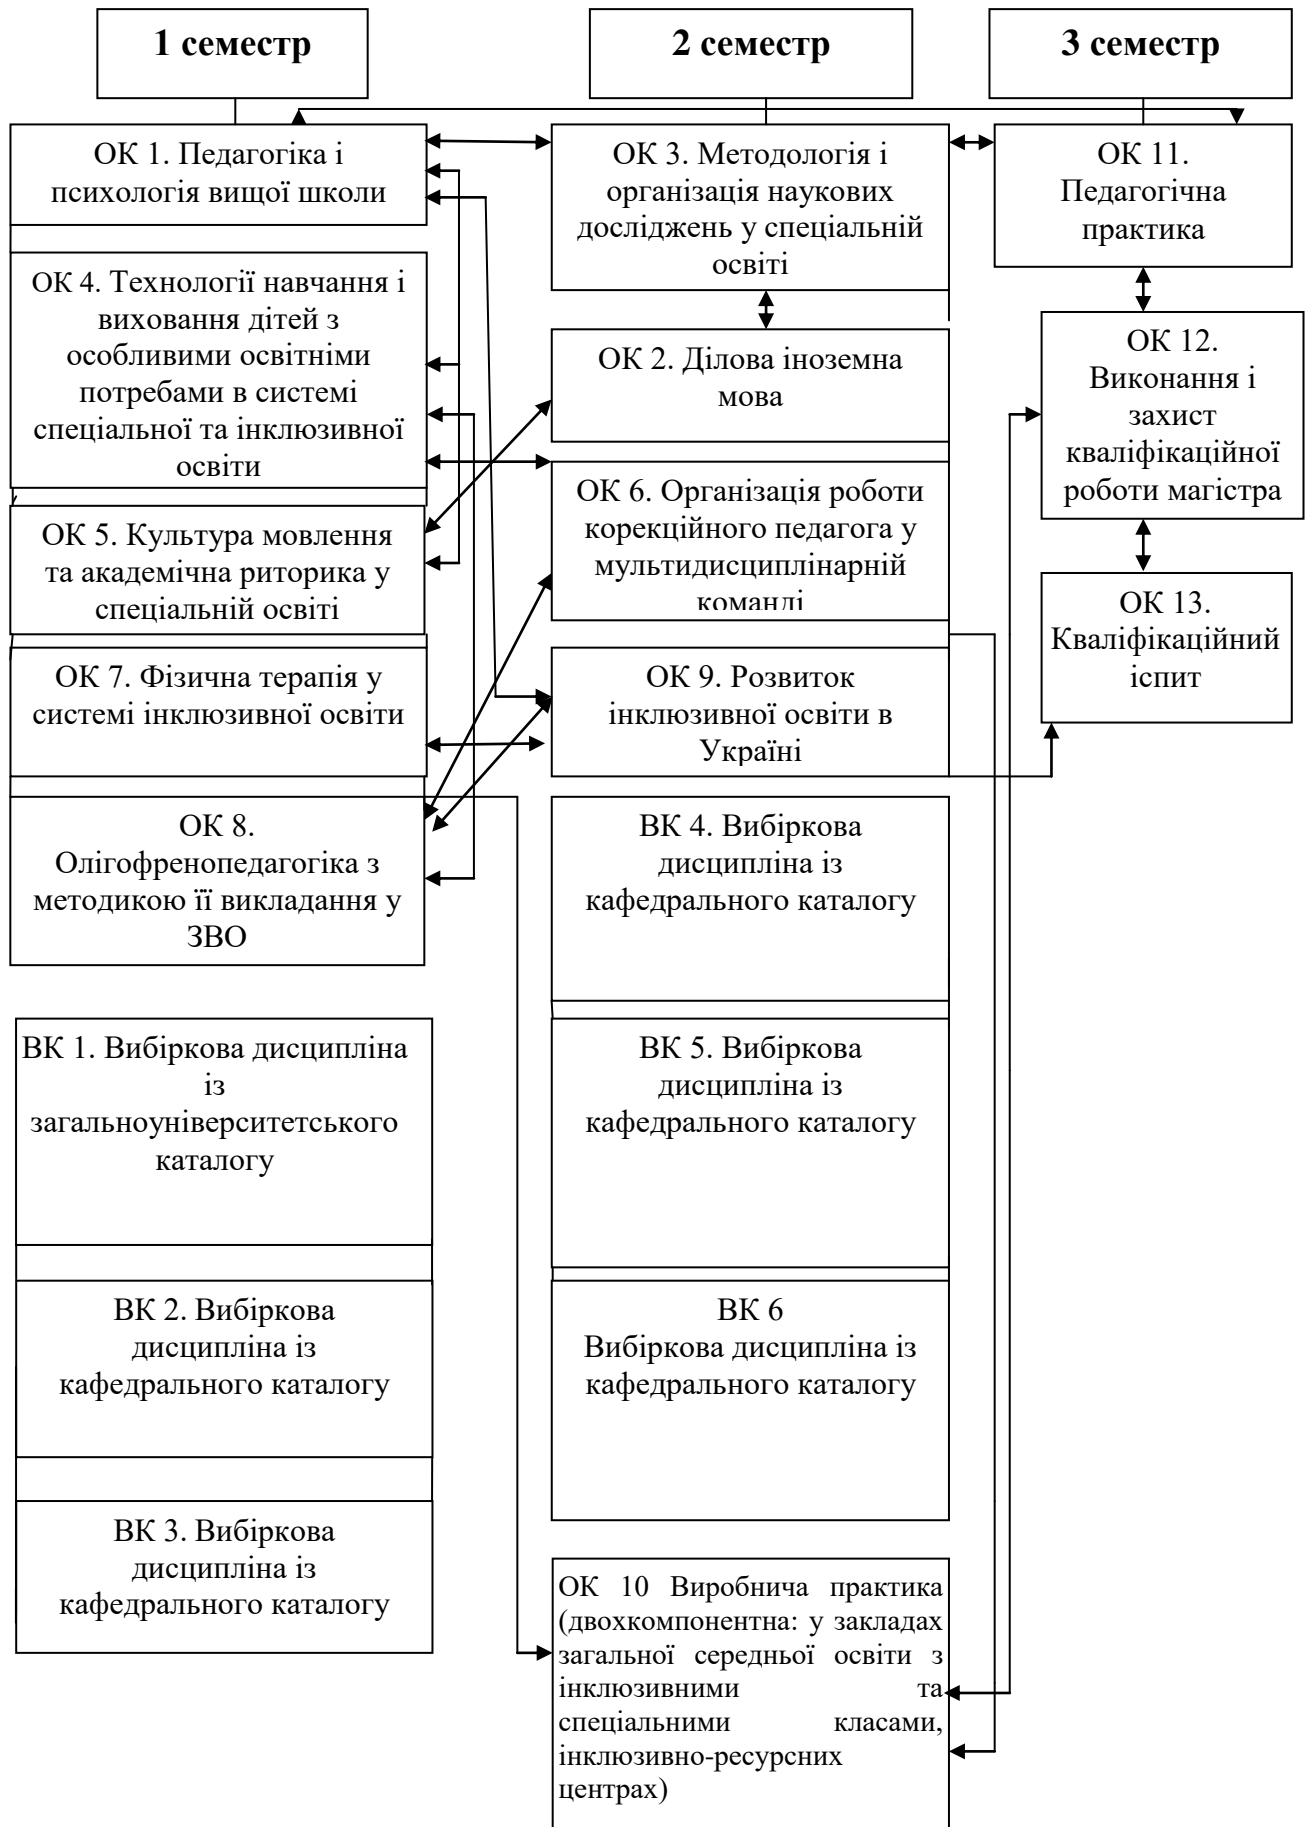 1 семестр
2 семестр
3 семестр
ОК 1. Педагогіка і
психологія вищої школи
ОК 4. Технології навчання і
виховання дітей з
особливими освітніми
потребами в системі
спеціальної та інклюзивної
освіти
ОК 5. Культура мовлення
та академічна риторика у
спеціальній освіті
ОК 7. Фізична терапія у
системі інклюзивної освіти
ОК 8.
Олігофренопедагогіка з
методикою її викладання у
ЗВО
ВК 1. Вибіркова дисципліна
із
загальноуніверситетського
каталогу
ВК 2. Вибіркова
дисципліна із
кафедрального каталогу
ВК 3. Вибіркова
дисципліна із
кафедрального каталогу
ОК 3. Методологія і
організація наукових
досліджень у спеціальній
освіті
ОК 2. Ділова іноземна
мова
ОК 6. Організація роботи
корекційного педагога у
мультидисциплінарній
команді
ОК 9. Розвиток
інклюзивної освіти в
Україні
ВК 4. Вибіркова
дисципліна із
кафедрального каталогу
ВК 5. Вибіркова
дисципліна із
кафедрального каталогу
ВК 6
Вибіркова дисципліна із
кафедрального каталогу
ОК 10 Виробнича практика
(двохкомпонентна: у закладах
загальної середньої освіти з
інклюзивними та
спеціальними класами,
інклюзивно-ресурсних
центрах)
ОК 11.
Педагогічна
практика
ОК 12.
Виконання і
захист
кваліфікаційної
роботи магістра
ОК 13.
Кваліфікаційний
іспит